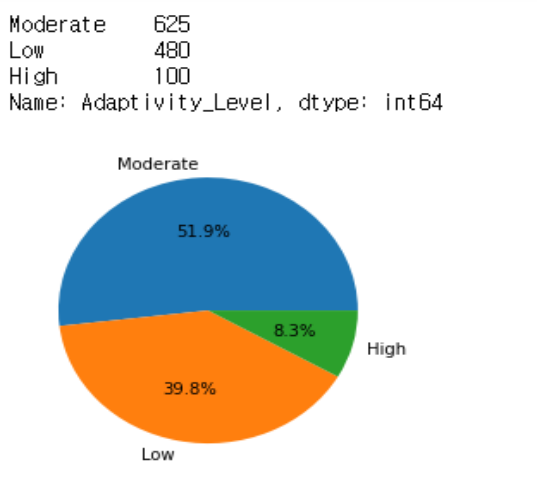 Moderate    625
Low         480
High        100
Name: Adaptivity_Level, dtype: int64
Moderate
51.9%
8.3%
High
39.8%
Low